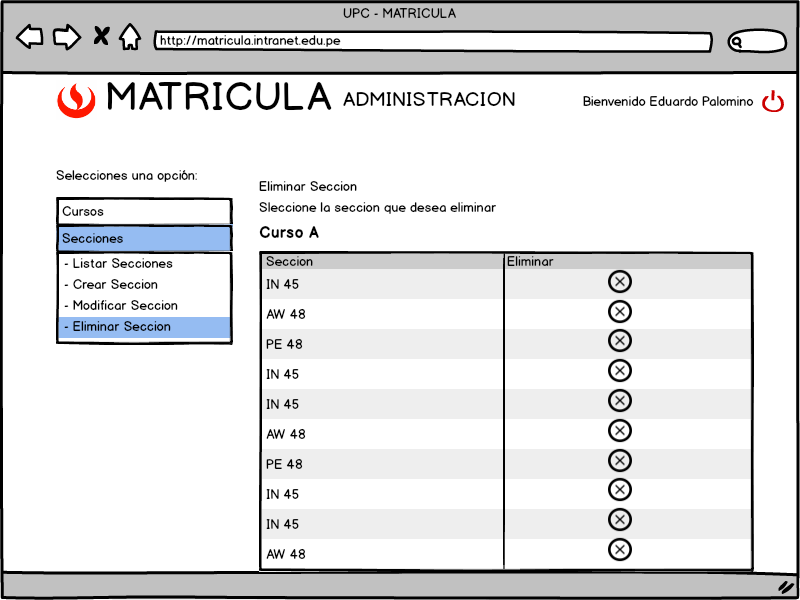 UPC - MATRICULA
http://matricula.intranet.edu.pe
MATRICULA ADMINISTRACION
Bienvenido Eduardo Palomino
Selecciones una opción:
Cursos
Secciones
- Listar Secciones
- Crear Seccion
- Modificar Seccion
- Eliminar Seccion
Eliminar Seccion
Sleccione la seccion que desea eliminar
Curso A
Seccion Eliminar
IN 45
AW 48
PE 48
IN 45
IN 45
AW 48
PE 48
IN 45
IN 45
AW 48